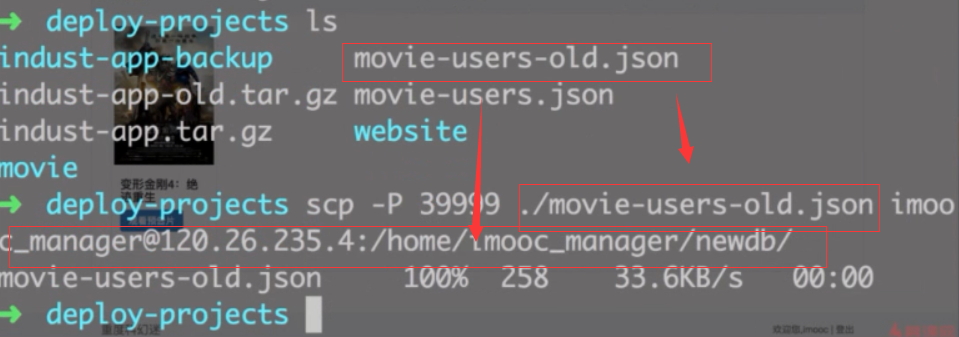 ➜ deploy-projects ls
indust-app-backup movie-users-old.json
indust-app-old.tar.gz movie-users.json
indust-app.tar.gz website
movie
变形金刚4：绝
➜ deploy-projects scp -P 39999 ./movie-users-old.json imoo
c_manager@120.26.235.4:/home/imooc_manager/newdb/
movie-users-old.json 100% 258 33.6KB/s 00:00
➜ deploy-projects
欢迎您,imooc | 登出